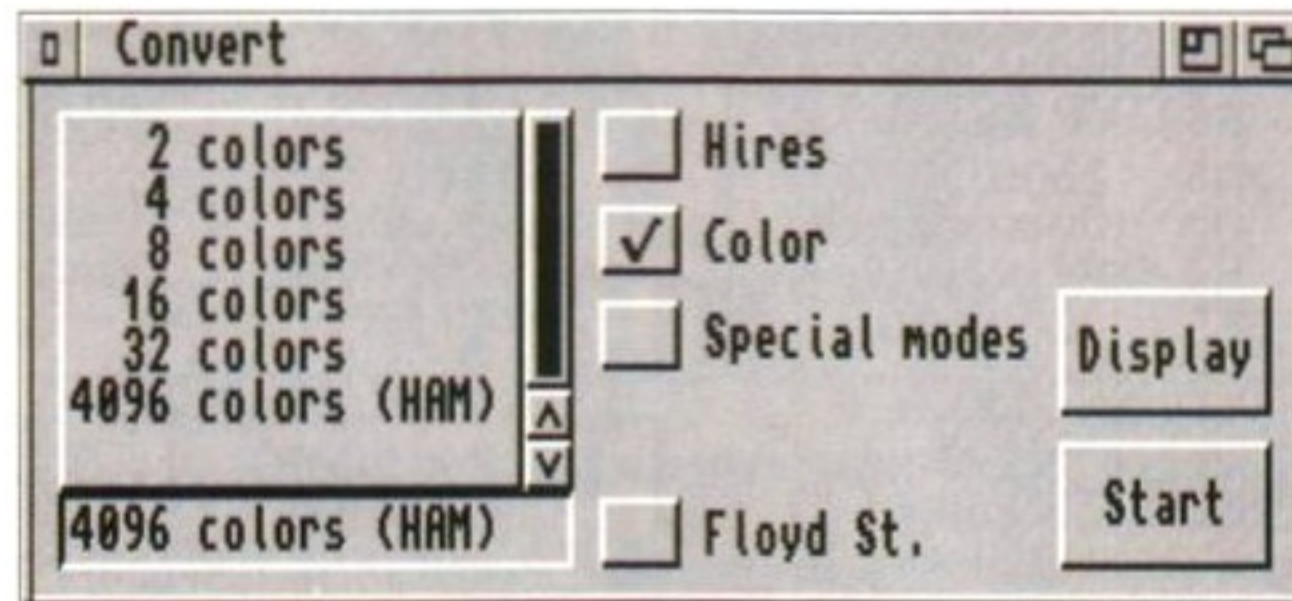 Convert
2 colors
4 colors
8 colors
16 colors
32 colors
4096 colors (HAM)
4096 colors (HAM)
Hires
Color
Special modes
Floyd St.
Display
Start